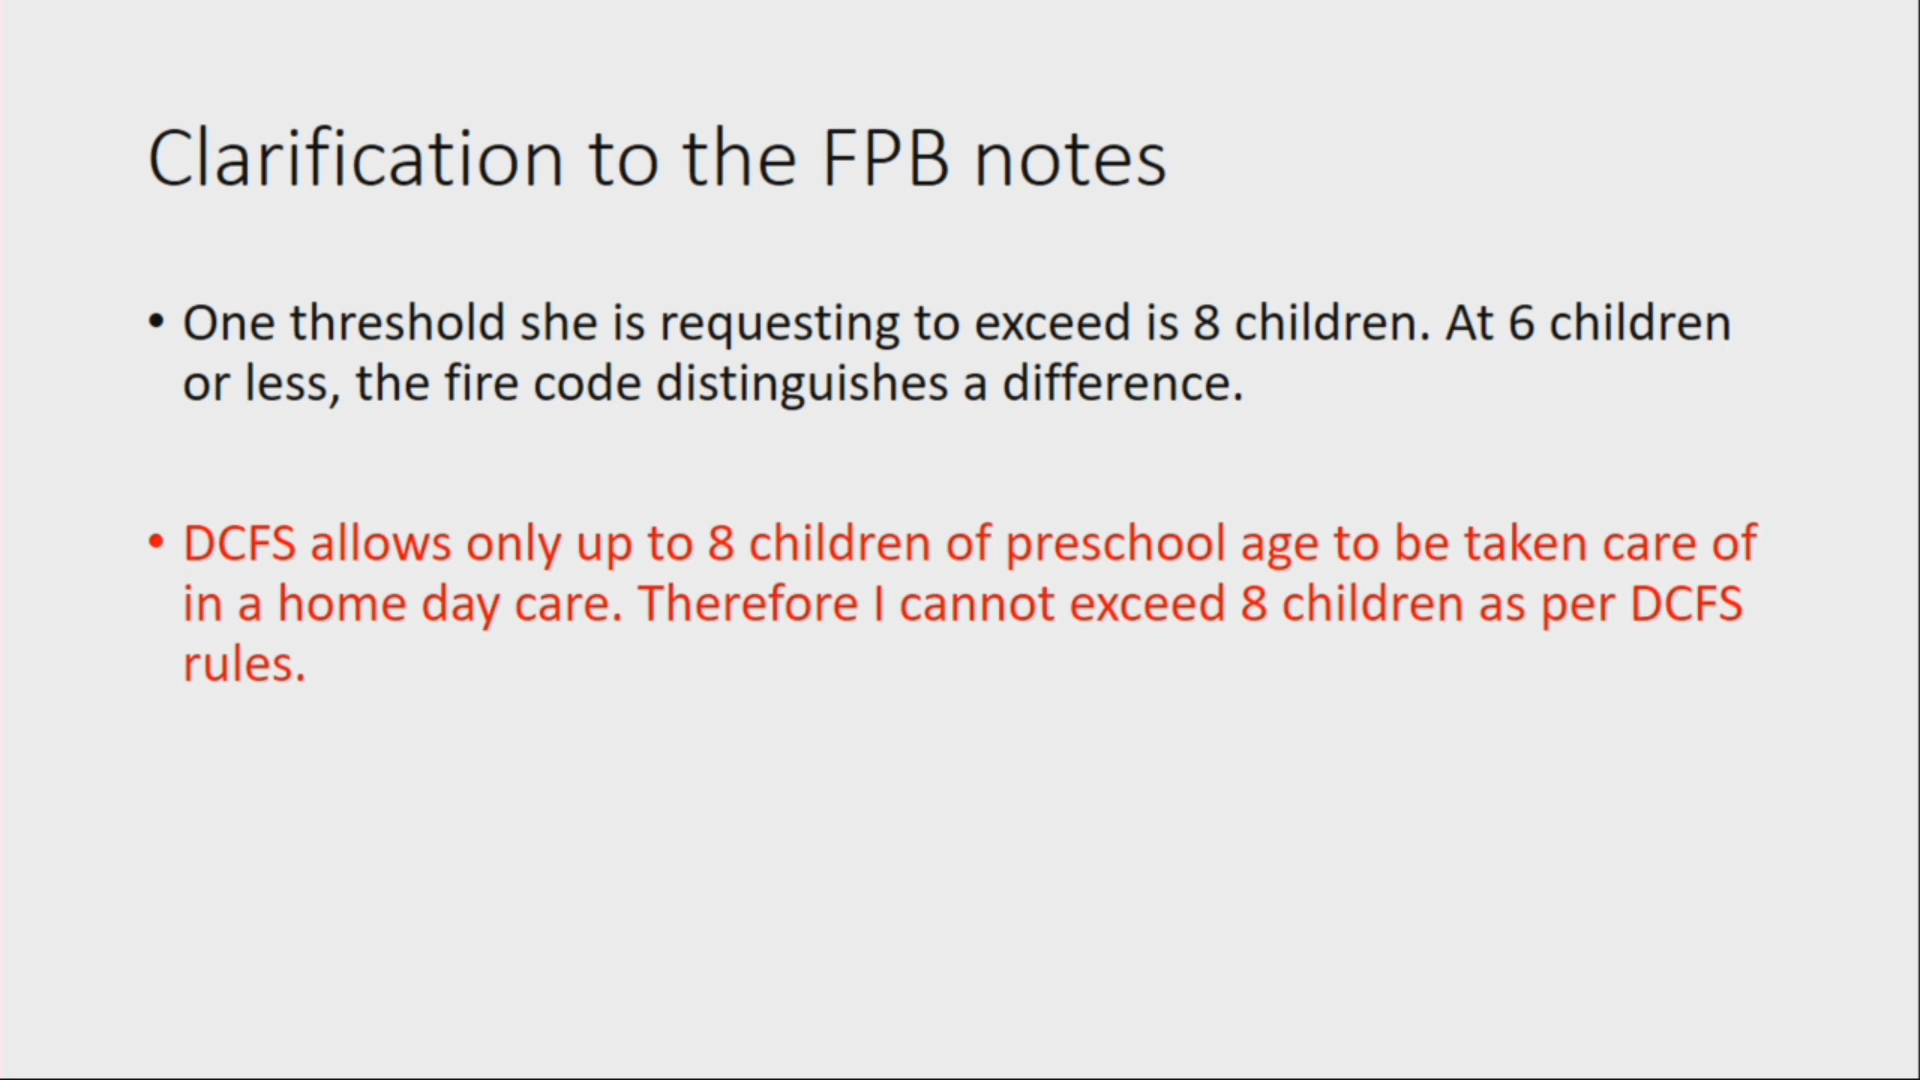 Clarification to the FPB notes
• One threshold she is requesting to exceed is 8 children. At 6 children
or less, the fire code distinguishes a difference.
• DCFS allows only up to 8 children of preschool age to be taken care of
in a home day care. Therefore I cannot exceed 8 children as per DCFS
rules.